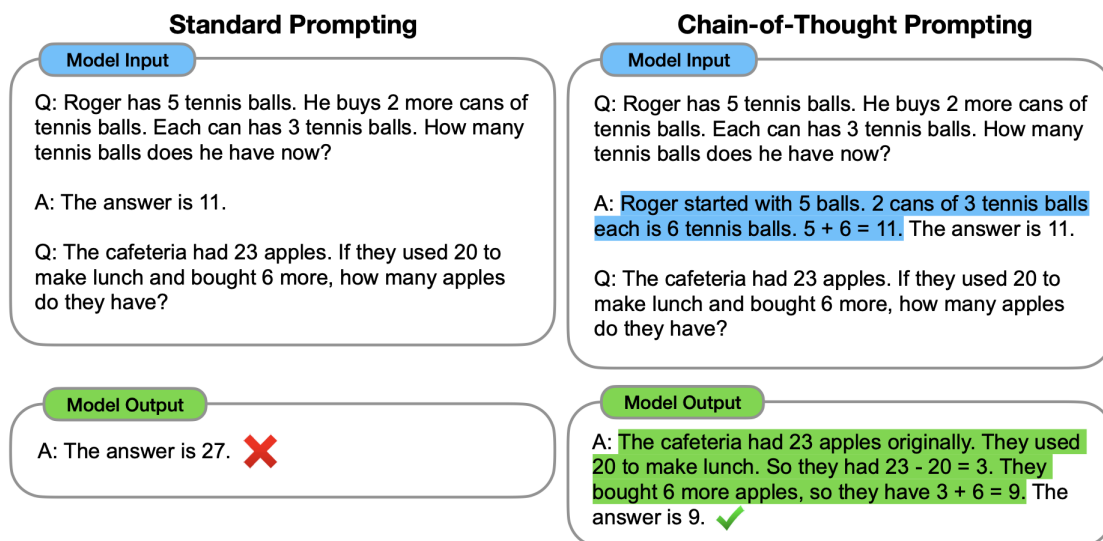 Standard Prompting
Model Input
Q: Roger has 5 tennis balls. He buys 2 more cans of
tennis balls. Each can has 3 tennis balls. How many
tennis balls does he have now?
A: The answer is 11.
Q: The cafeteria had 23 apples. If they used 20 to
make lunch and bought 6 more, how many apples
do they have?
Model Output
A: The answer is 27.
Chain-of-Thought Prompting
Model Input
Q: Roger has 5 tennis balls. He buys 2 more cans of
tennis balls. Each can has 3 tennis balls. How many
tennis balls does he have now?
A: Roger started with 5 balls. 2 cans of 3 tennis balls
each is 6 tennis balls. 5 + 6 = 11. The answer is 11.
Q: The cafeteria had 23 apples. If they used 20 to
make lunch and bought 6 more, how many apples
do they have?
Model Output
A: The cafeteria had 23 apples originally. They used
20 to make lunch. So they had 23 - 20 = 3. They
bought 6 more apples, so they have 3 + 6 = 9. The
answer is 9.